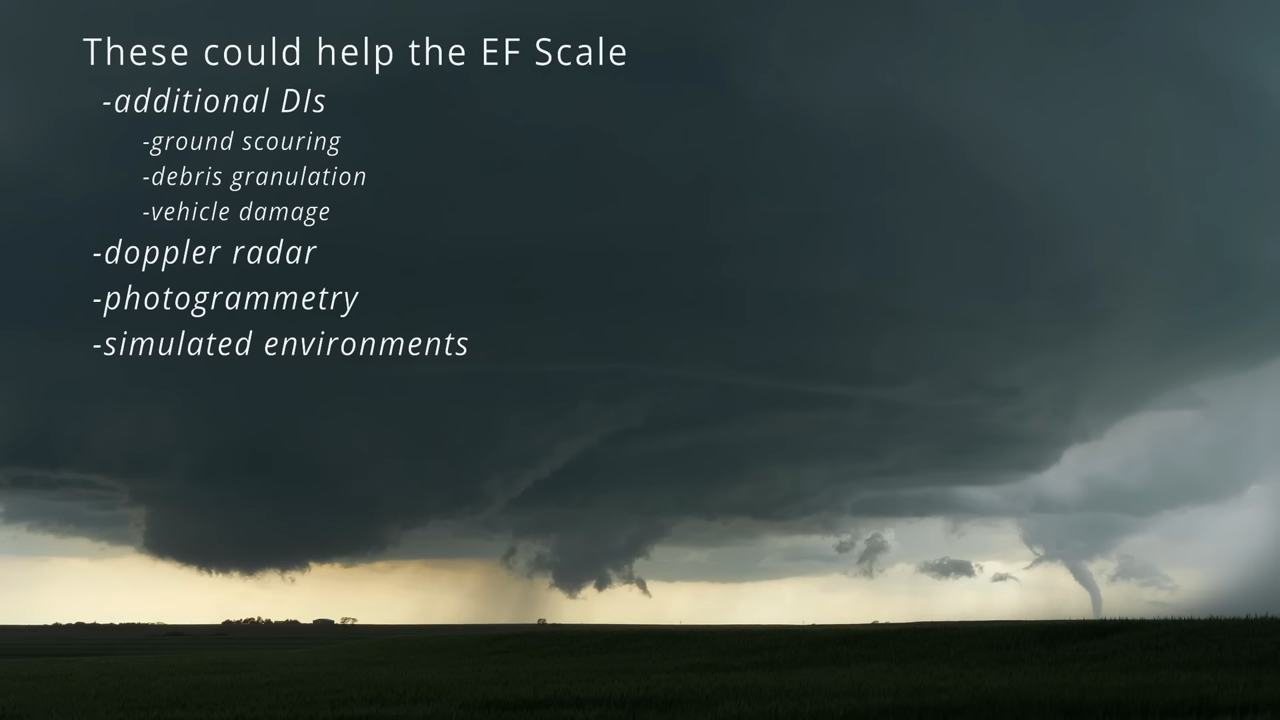 These could help the EF Scale
-additional DIs
-ground scouring
-debris granulation
-vehicle damage
-doppler radar
-photogrammetry
-simulated environments